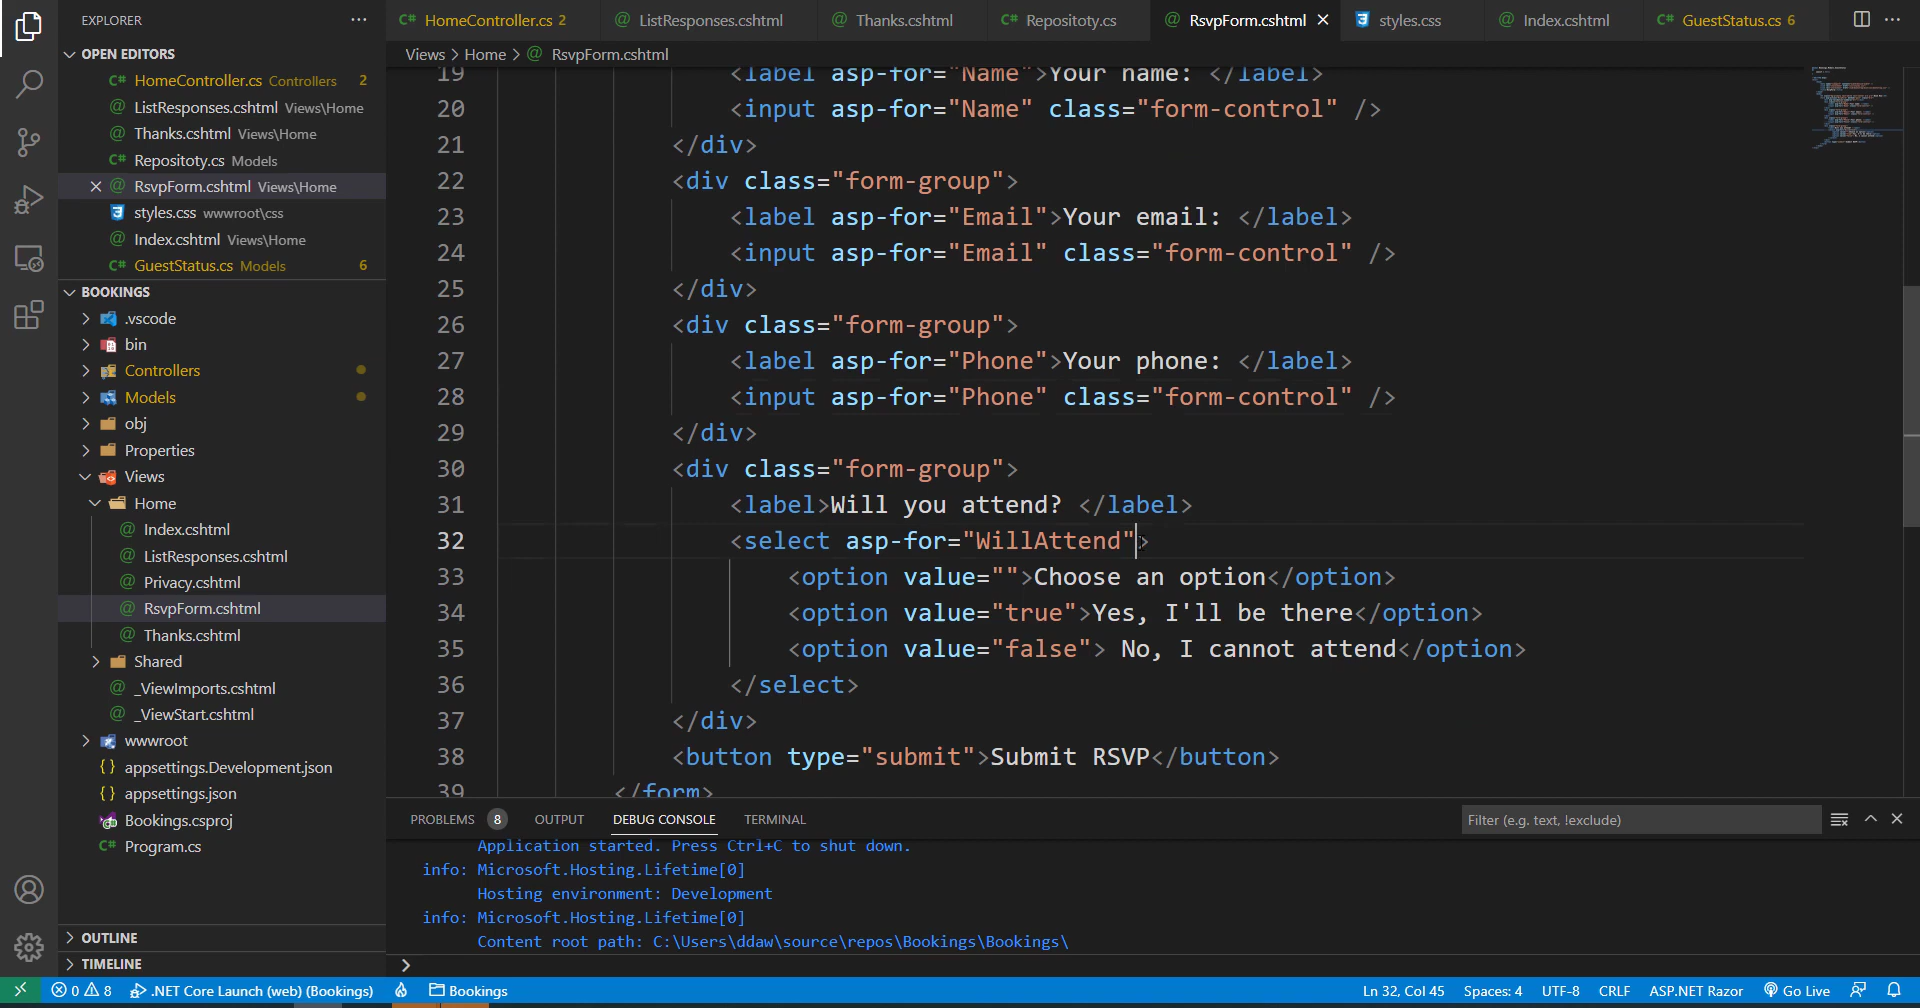 EXPLORER
OPEN EDITORS
HomeController.cs Controllers 2
ListResponses.cshtml Views\Home
Thanks.cshtml Views\Home
Repositoty.cs Models
RsvpForm.cshtml Views\Home
styles.css wwwroot\css
Index.cshtml Views\Home
GuestStatus.cs Models 6
BOOKINGS
.vscode
bin
Controllers
Models
obj
Properties
Views
Home
Index.cshtml
ListResponses.cshtml
Privacy.cshtml
RsvpForm.cshtml
Thanks.cshtml
Shared
_ViewImports.cshtml
_ViewStart.cshtml
wwwroot
appsettings.Development.json
appsettings.json
Bookings.csproj
Program.cs
OUTLINE
TIMELINE
HomeController.cs 2 ListResponses.cshtml Thanks.cshtml Repositoty.cs RsvpForm.cshtml styles.css Index.cshtml GuestStatus.cs 6
Views > Home > RsvpForm.cshtml
19 <label asp-for="Name">Your name: </label>
20 <input asp-for="Name" class="form-control" />
21 </div>
22 <div class="form-group">
23 <label asp-for="Email">Your email: </label>
24 <input asp-for="Email" class="form-control" />
25 </div>
26 <div class="form-group">
27 <label asp-for="Phone">Your phone: </label>
28 <input asp-for="Phone" class="form-control" />
29 </div>
30 <div class="form-group">
31 <label>Will you attend? </label>
32 <select asp-for="WillAttend">
33 <option value="">Choose an option</option>
34 <option value="true">Yes, I'll be there</option>
35 <option value="false"> No, I cannot attend</option>
36 </select>
37 </div>
38 <button type="submit">Submit RSVP</button>
39 </form>
PROBLEMS 8 OUTPUT DEBUG CONSOLE TERMINAL Filter (e.g. text, !exclude)
Application started. Press Ctrl+C to shut down.
info: Microsoft.Hosting.Lifetime[0]
Hosting environment: Development
info: Microsoft.Hosting.Lifetime[0]
Content root path: C:\Users\ddaw\source\repos\Bookings\Bookings\
0 8 .NET Core Launch (web) (Bookings) Bookings Ln 32, Col 45 Spaces: 4 UTF-8 CRLF ASP.NET Razor Go Live